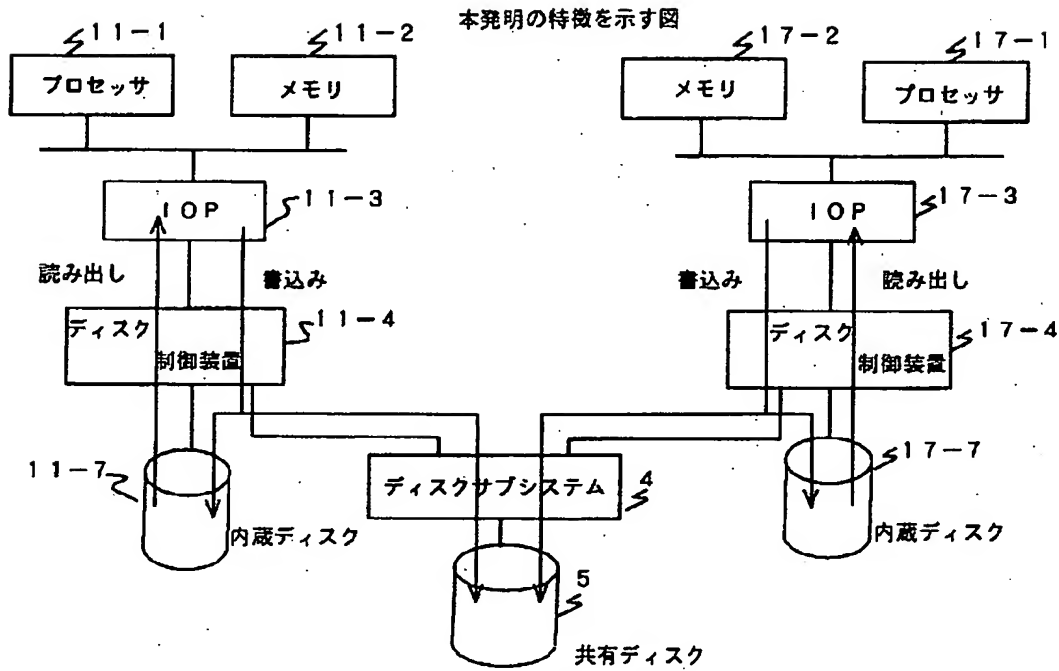 本発明の特徴を示す図
11-1
11-2
17-2
17-1
プロセッサ
メモリ
メモリ
プロセッサ
IOP
11-3
IOP
17-3
読み出し
書込み
書込み
読み出し
ディスク
制御装置
11-4
ディスク
制御装置
17-4
11-7
内蔵ディスク
ディスクサブシステム
4
17-7
内蔵ディスク
5
共有ディスク